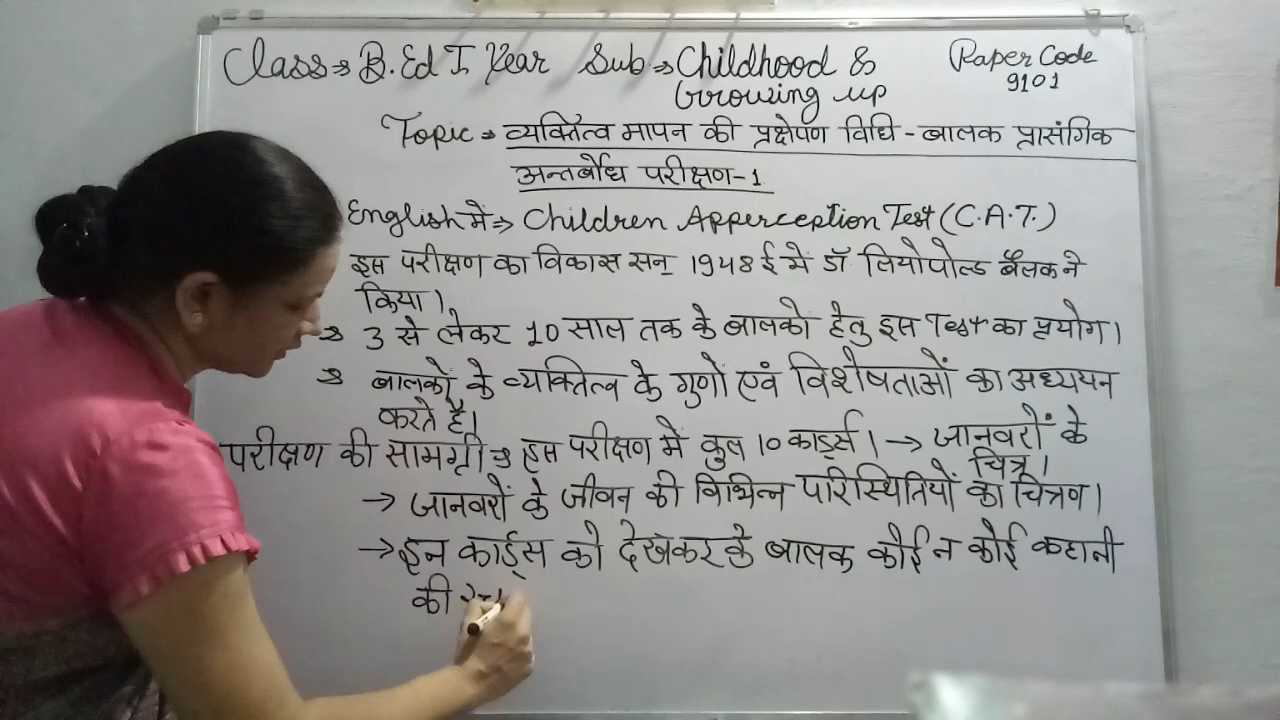 Class → B. Ed I Year Sub → Childhood & Growing up
Paper Code 9101
Topic → व्यक्तित्व मापन की प्रक्षेपण विधि - बालक प्रासंगिक
अन्तर्बोध परीक्षण-1
English में → Children Apperception Test (C.A.T.)
इस परीक्षण का विकास सन् 1948 ई में डॉ लियोपोल्ड बैलक ने
किया।
→ 3 से लेकर 10 साल तक के बालको हेतु इस Test का प्रयोग।
→ बालकों के व्यक्तित्व के गुणों एवं विशेषताओं का अध्ययन
करते है।
परीक्षण की सामग्री → इस परीक्षण में कुल 10 कार्ड्स। → जानवरों के
चित्र।
→ जानवरों के जीवन की विभिन्न परिस्थितियों का चित्रण।
→ इन कार्ड्स को देखकर के बालक कोई न कोई कहानी
की